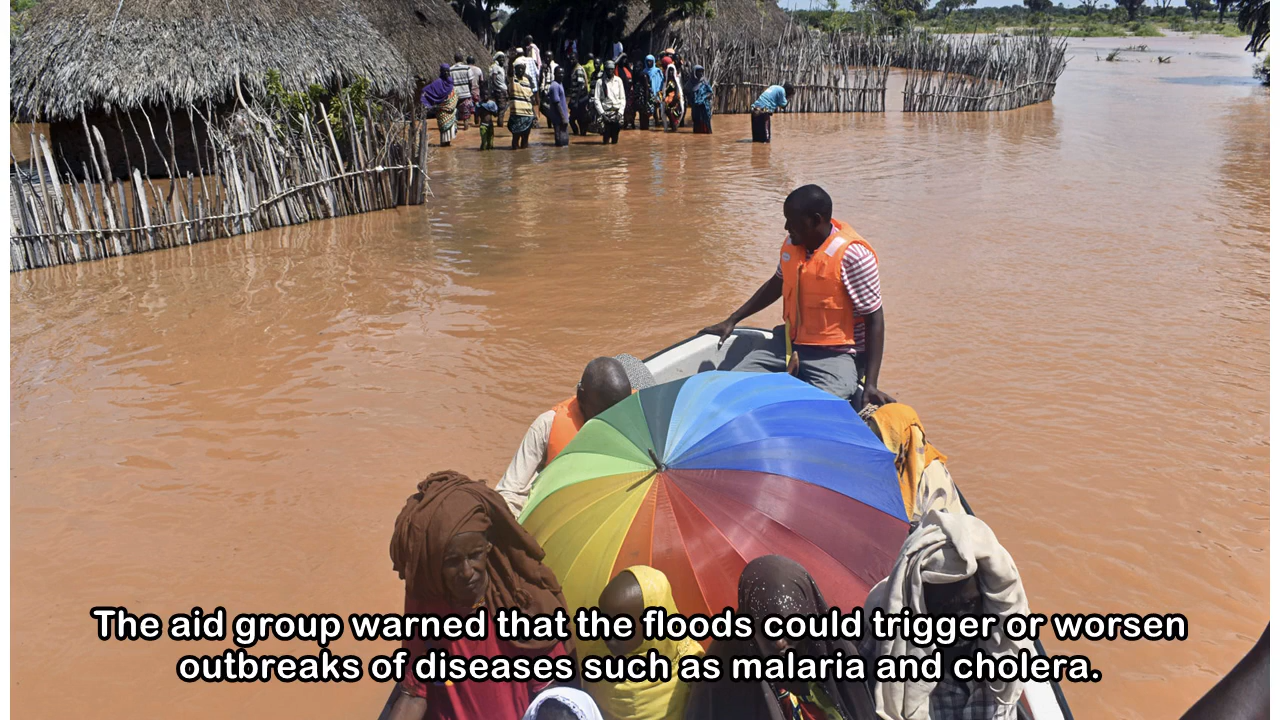 The aid group warned that the floods could trigger or worsen
outbreaks of diseases such as malaria and cholera.